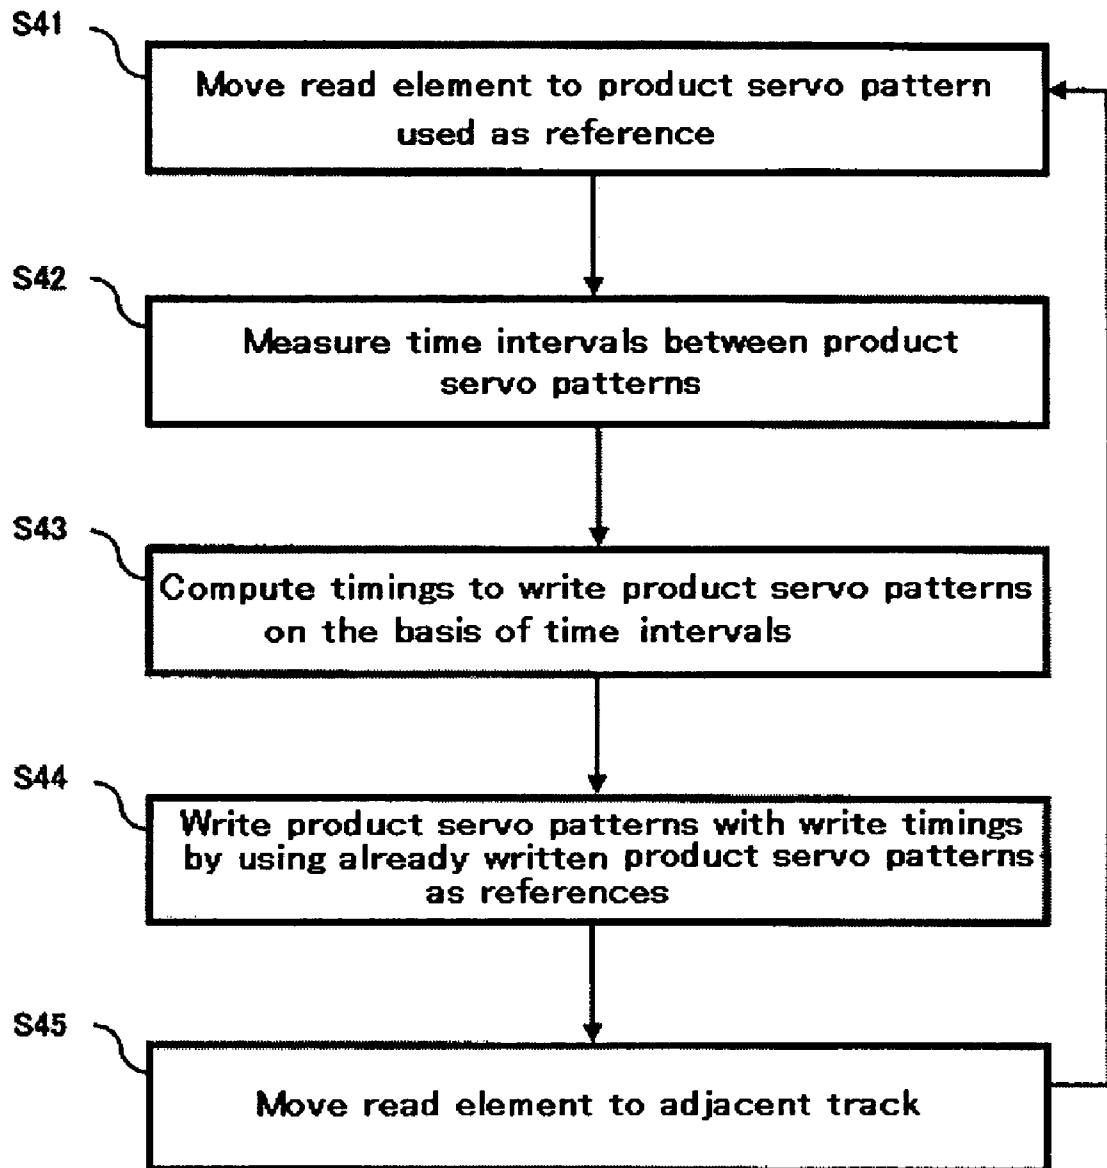 S41
Move read element to product servo pattern
used as reference
S42
Measure time intervals between product
servo patterns
S43
Compute timings to write product servo patterns
on the basis of time intervals
S44
Write product servo patterns with write timings
by using already written product servo patterns
as references
S45
Move read element to adjacent track